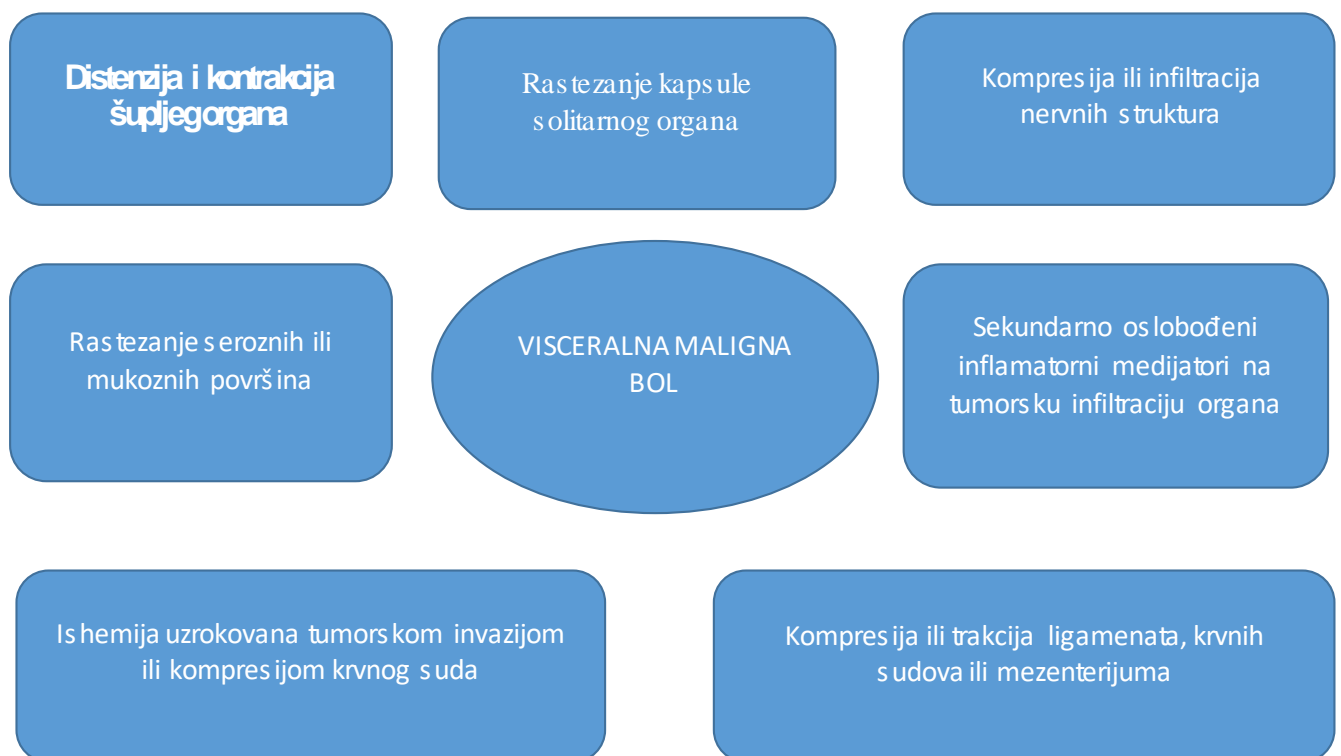 Distenzija i kontrakcija
šupljeg organa
Rastezanje kapsule
solitarnog organa
Kompresija ili infiltracija
nervnih struktura
Rastezanje seroznih ili
mukoznih površina
VISCERALNA MALIGNA
BOL
Sekundarno oslobođeni
inflamatorni medijatori na
tumorsku infiltraciju organa
Ishemija uzrokovana tumorskom invazijom
ili kompresijom krvnog suda
Kompresija ili trakcija ligamenata, krvnih
sudova ili mezenterijuma